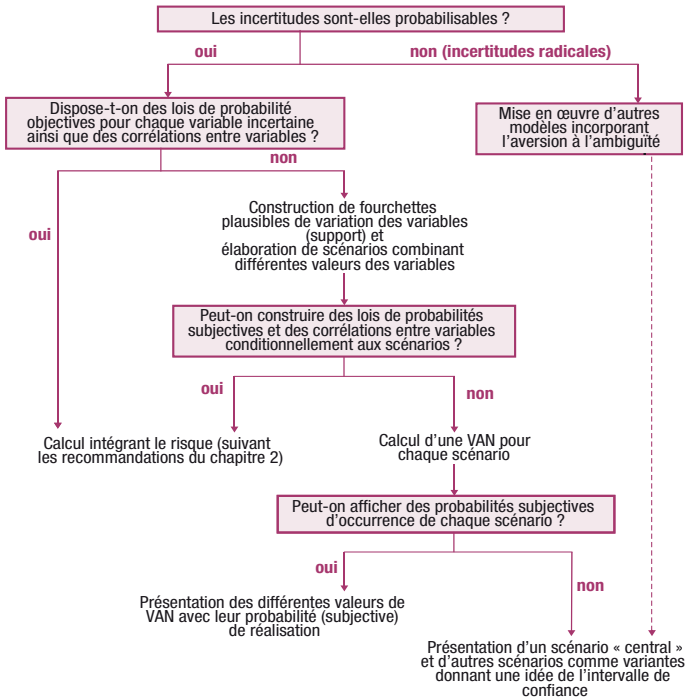 Les incertitudes sont-elles probabilisables ?
oui
non (incertitudes radicales)
Dispose-t-on des lois de probabilité
objectives pour chaque variable incertaine
ainsi que des corrélations entre variables ?
Mise en œuvre d'autres
modèles incorporant
l'aversion à l'ambiguïté
non
oui
Construction de fourchettes
plausibles de variation des variables
(support) et
élaboration de scénarios combinant
différentes valeurs des variables
Peut-on construire des lois de probabilités
subjectives et des corrélations entre variables
conditionnellement aux scénarios ?
oui
non
Calcul intégrant le risque (suivant
les recommandations du chapitre 2)
Calcul d'une VAN pour
chaque scénario
Peut-on afficher des probabilités subjectives
d'occurrence de chaque scénario ?
oui
non
Présentation des différentes valeurs de
VAN avec leur probabilité (subjective)
de réalisation
Présentation d'un scénario « central »
et d'autres scénarios comme variantes
donnant une idée de l'intervalle de
confiance